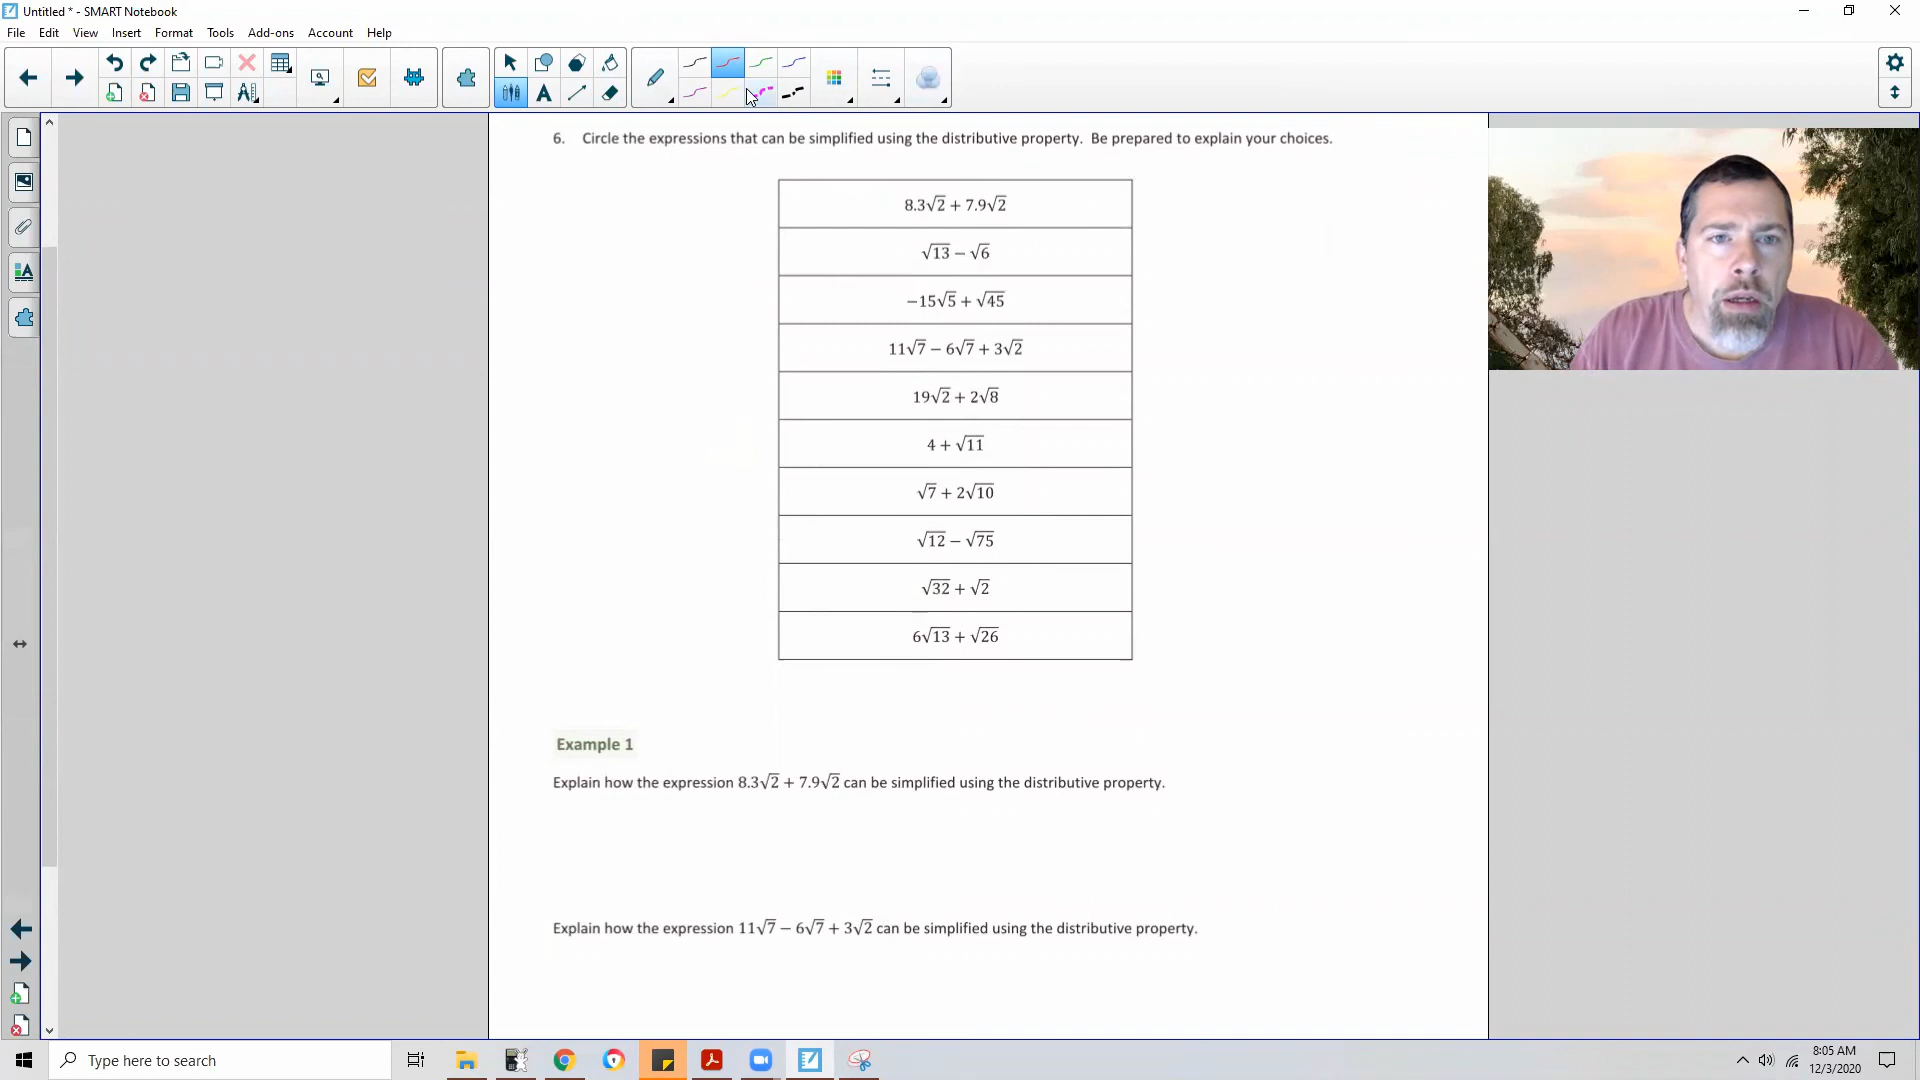 Untitled * - SMART Notebook
File Edit View Insert Format Tools Add-ons Account Help
6. Circle the expressions that can be simplified using the distributive property. Be prepared to explain your choices.
8.3√2 + 7.9√2
√13 − √6
−15√5 + √45
11√7 − 6√7 + 3√2
19√2 + 2√8
4 + √11
√7 + 2√10
√12 − √75
√32 + √2
6√13 + √26
Example 1
Explain how the expression 8.3√2 + 7.9√2 can be simplified using the distributive property.
Explain how the expression 11√7 − 6√7 + 3√2 can be simplified using the distributive property.
Type here to search
8:05 AM
12/3/2020